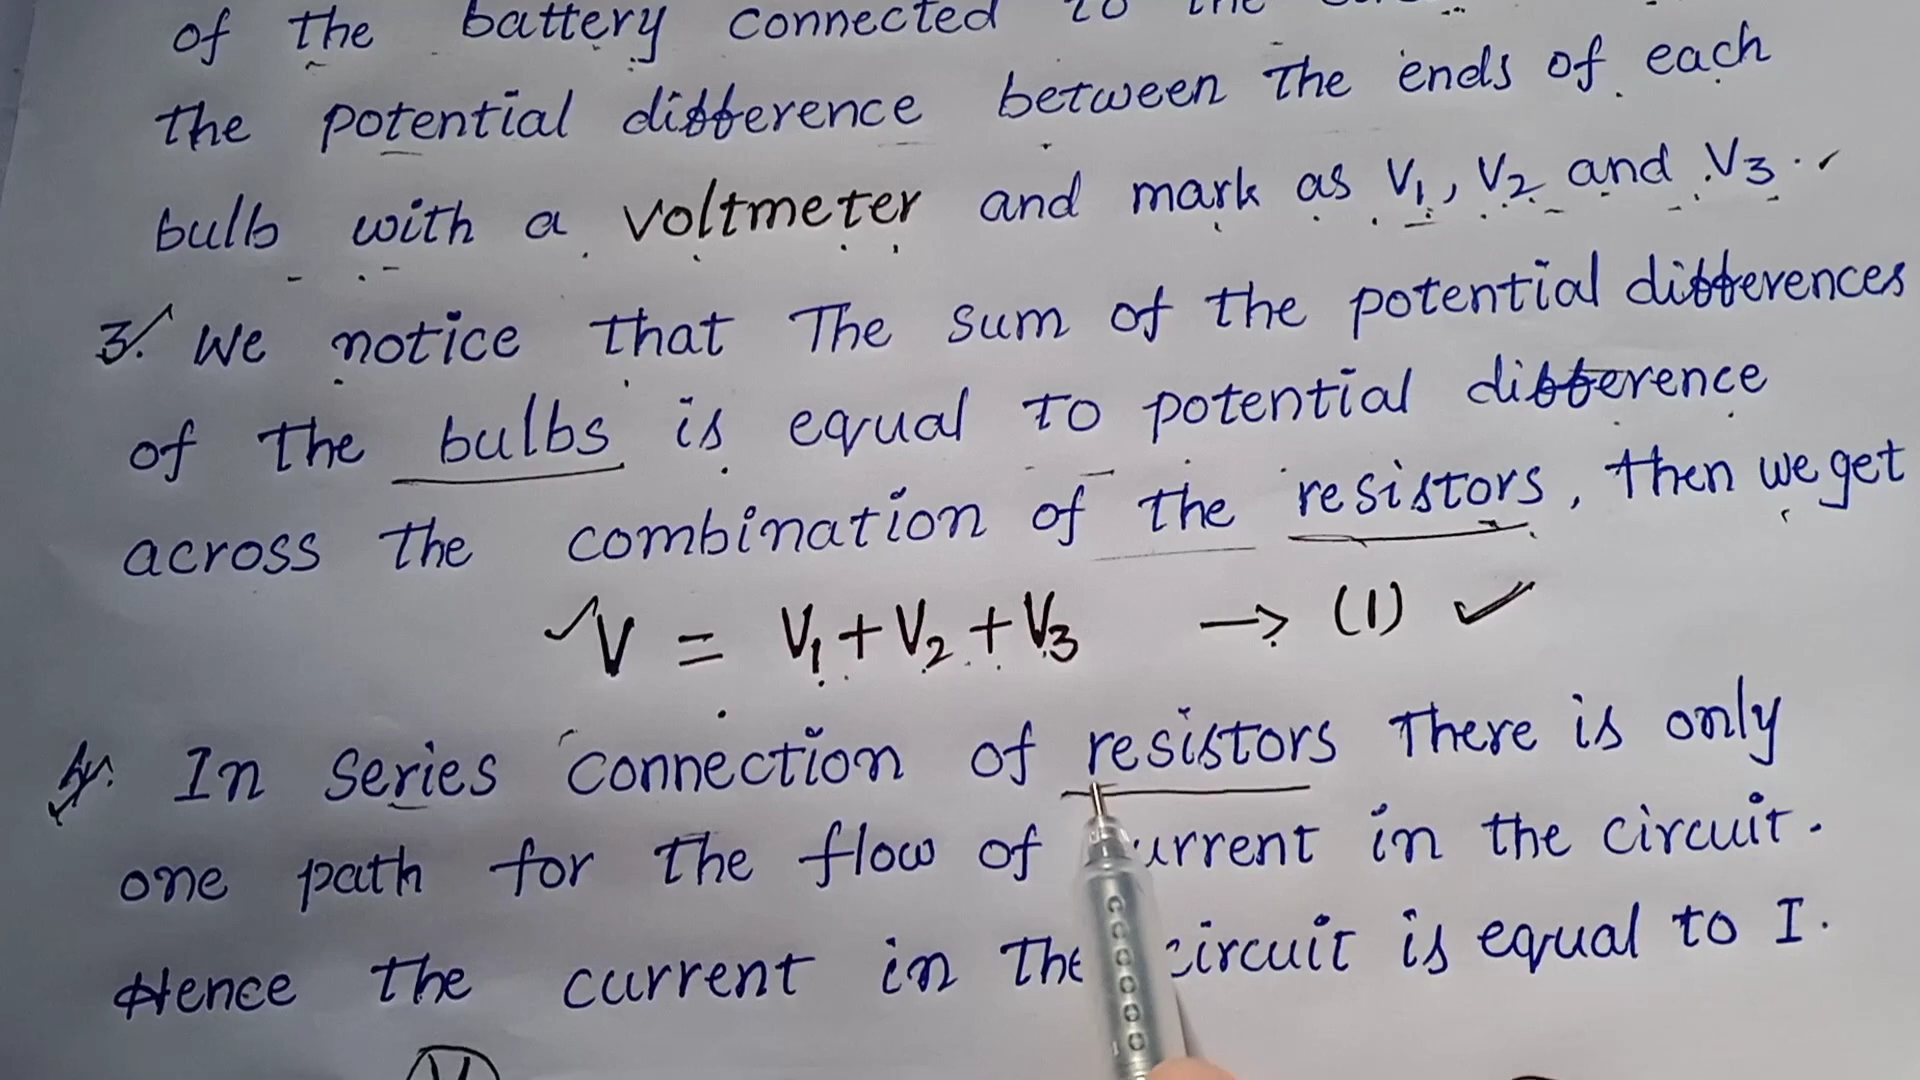 of the battery connected to the
the potential difference between the ends of each
bulb with a voltmeter and mark as V1, V2 and V3.
3. We notice that The sum of the potential differences
of the bulbs is equal to potential difference
across the combination of the resistors, then we get
V = V1 + V2 + V3 → (1) ✓
4. In series connection of resistors There is only
one path for the flow of current in the circuit.
Hence the current in the circuit is equal to I.
V